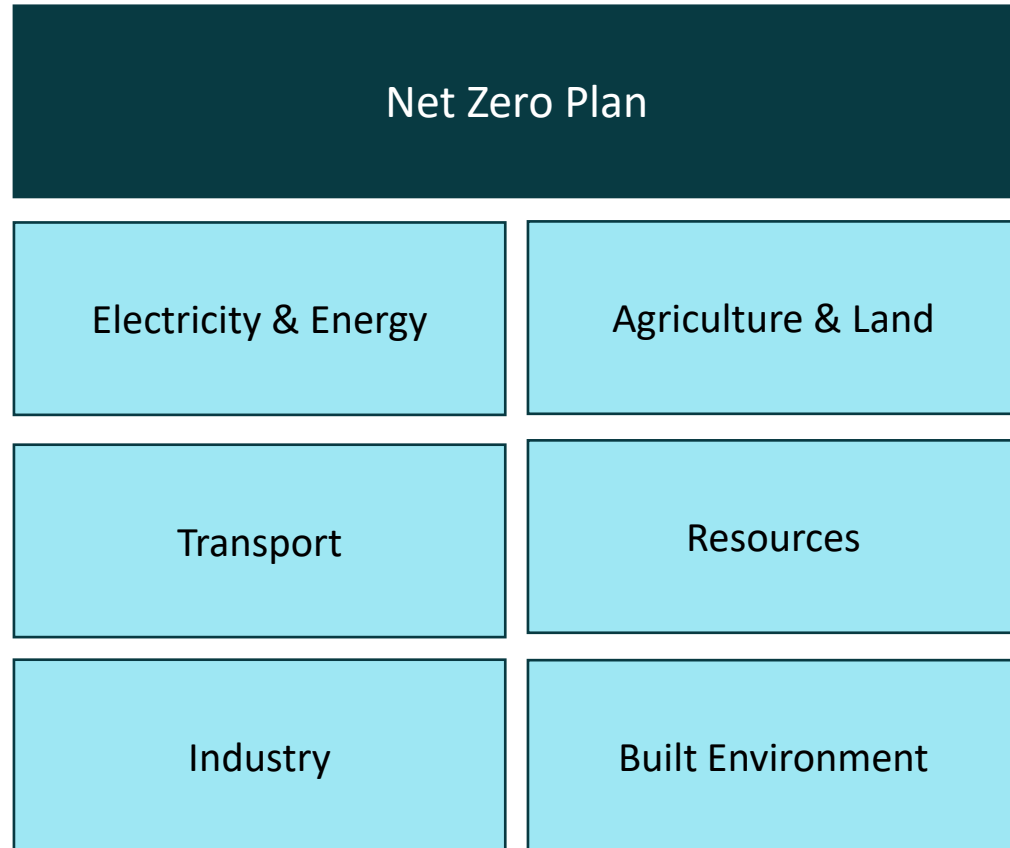 Net Zero Plan
Electricity & Energy
Agriculture & Land
Transport
Resources
Industry
Built Environment